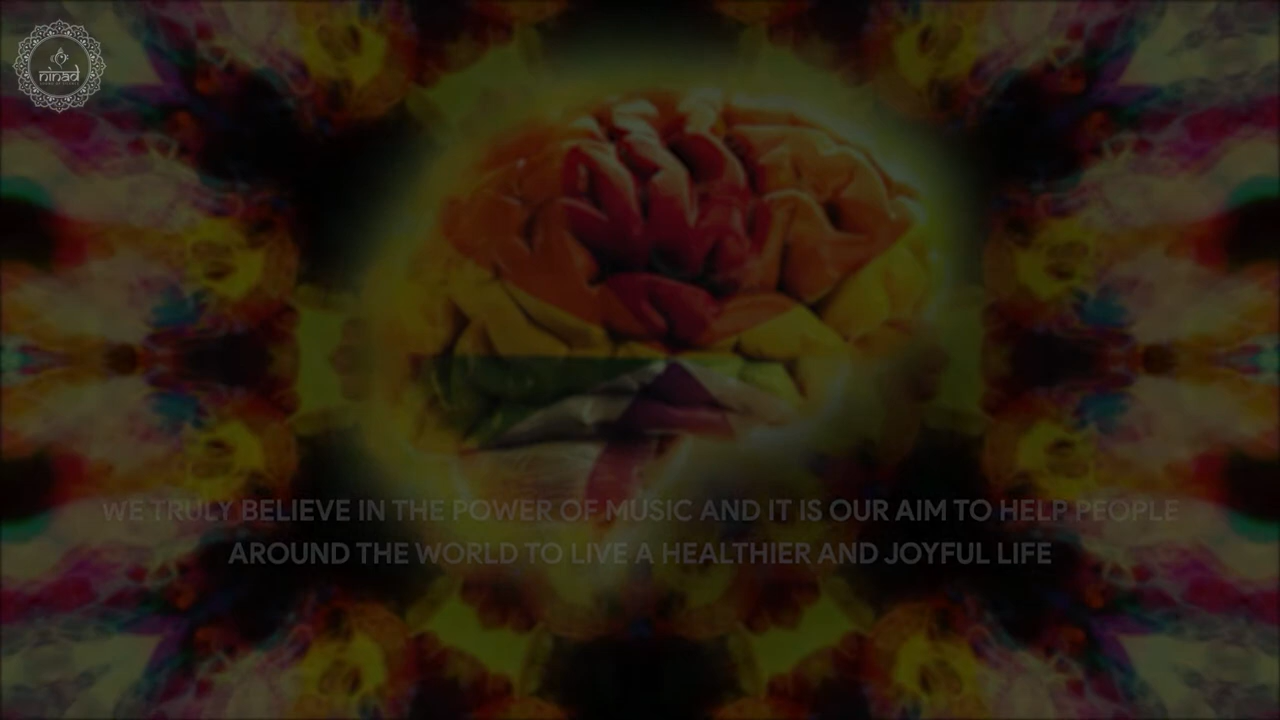 ninad
WE TRULY BELIEVE IN THE POWER OF MUSIC AND IT IS OUR AIM TO HELP PEOPLE
AROUND THE WORLD TO LIVE A HEALTHIER AND JOYFUL LIFE